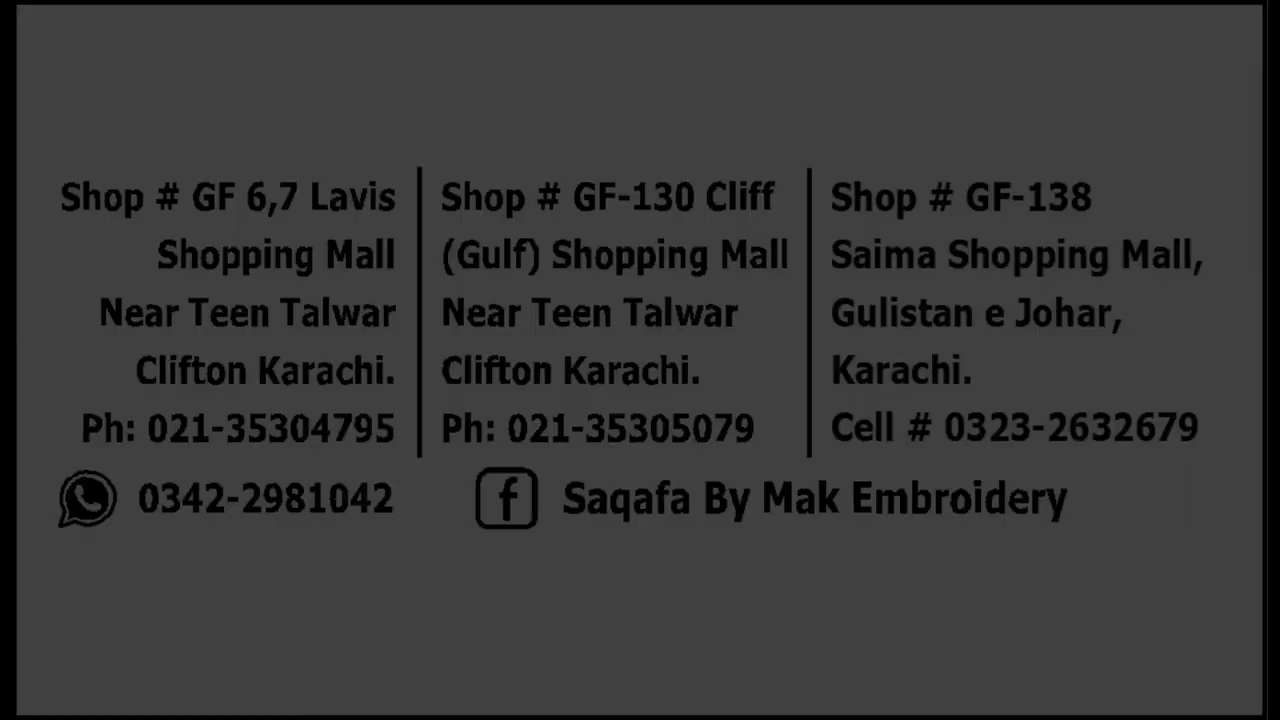 Shop # GF 6,7 Lavis
Shopping Mall
Near Teen Talwar
Clifton Karachi.
Ph: 021-35304795
Shop # GF-130 Cliff
(Gulf) Shopping Mall
Near Teen Talwar
Clifton Karachi.
Ph: 021-35305079
Shop # GF-138
Saima Shopping Mall,
Gulistan e Johar,
Karachi.
Cell # 0323-2632679
0342-2981042
Saqafa By Mak Embroidery